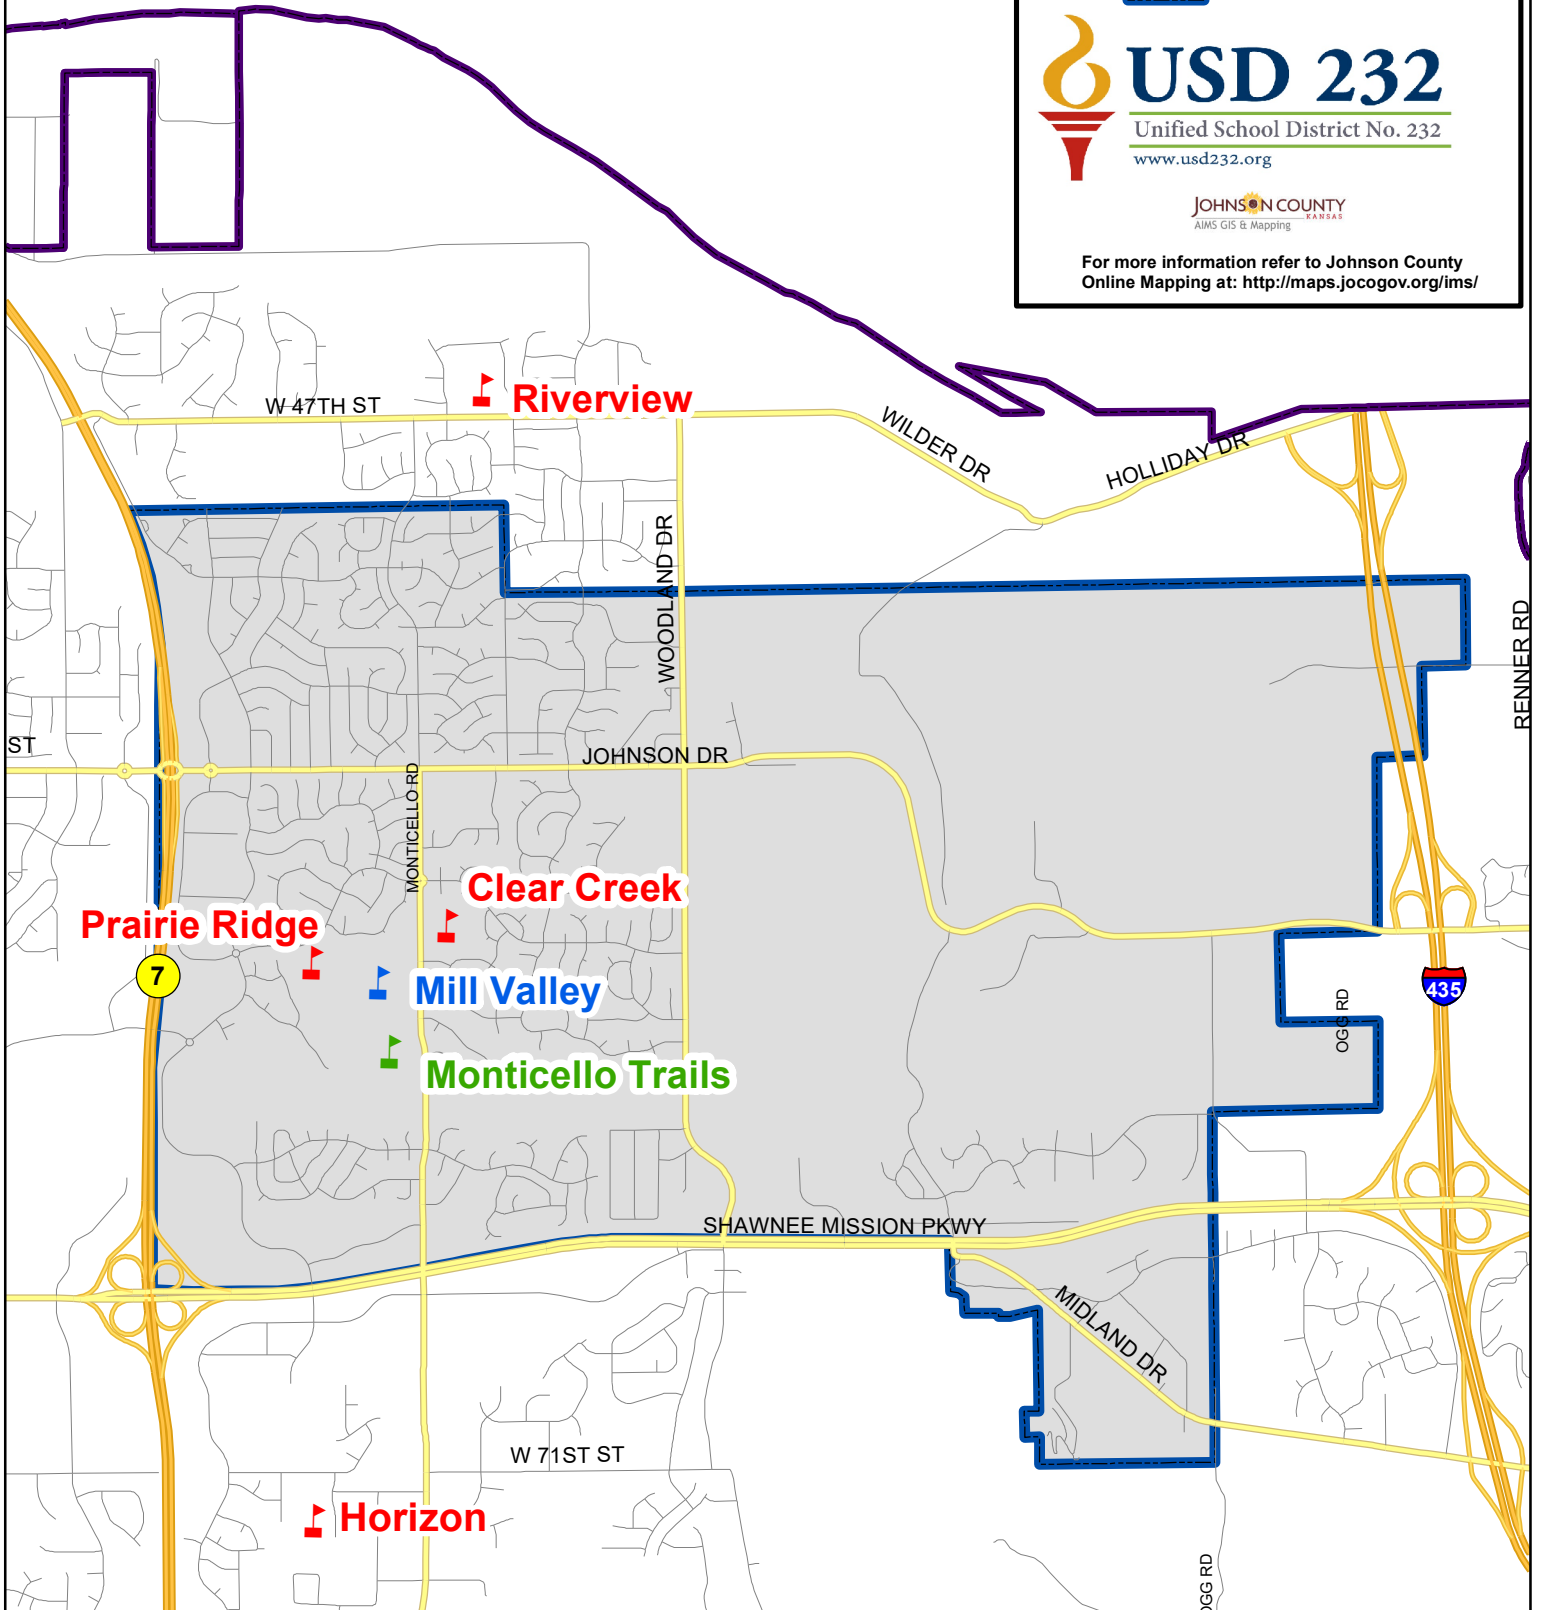 USD 232
Unified School District No. 232
www.usd232.org
JOHNSON COUNTY
KANSAS
AIMS GIS & Mapping
For more information refer to Johnson County
Online Mapping at: http://maps.jocogov.org/ims/
W 47TH ST
Riverview
WILDER DR
HOLLIDAY DR
WOODLAND DR
RENNER RD
ST
JOHNSON DR
MONTICELLO RD
Clear Creek
Prairie Ridge
7
Mill Valley
435
OGG RD
Monticello Trails
SHAWNEE MISSION PKWY
MIDLAND DR
W 71ST ST
Horizon
OGG RD